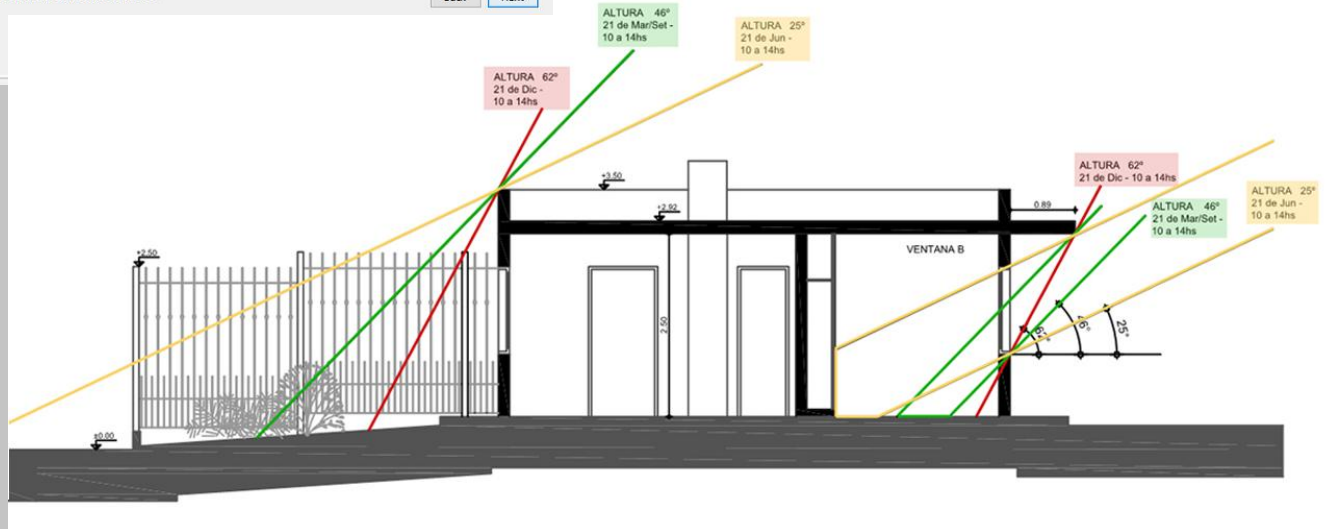 ALTURA 46º
21 de Mar/Set -
10 a 14hs
ALTURA 25º
21 de Jun -
10 a 14hs
ALTURA 62º
21 de Dic -
10 a 14hs
+3.50
+2.92
0.89
ALTURA 62º
21 de Dic - 10 a 14hs
ALTURA 46º
21 de Mar/Set -
10 a 14hs
ALTURA 25º
21 de Jun -
10 a 14hs
+2.50
VENTANA B
2.50
62°
46°
25°
±0.00